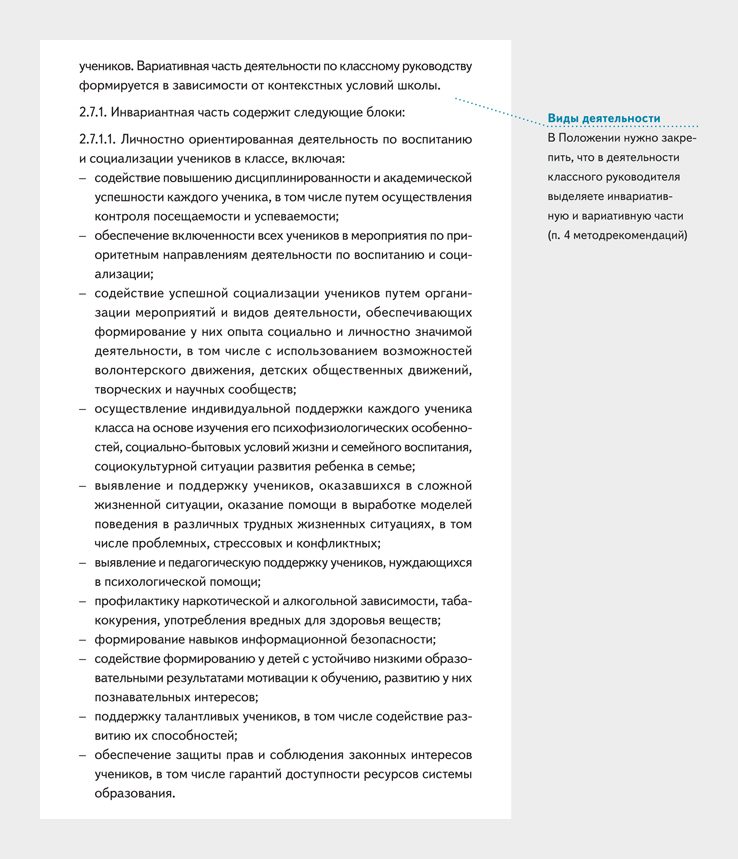 учеников. Вариативная часть деятельности по классному руководству
формируется в зависимости от контекстных условий школы.
2.7.1. Инвариантная часть содержит следующие блоки:
2.7.1.1. Личностно ориентированная деятельность по воспитанию
и социализации учеников в классе, включая:
– содействие повышению дисциплинированности и академической
успешности каждого ученика, в том числе путем осуществления
контроля посещаемости и успеваемости;
– обеспечение включенности всех учеников в мероприятия по при-
оритетным направлениям деятельности по воспитанию и соци-
ализации;
– содействие успешной социализации учеников путем органи-
зации мероприятий и видов деятельности, обеспечивающих
формирование у них опыта социально и личностно значимой
деятельности, в том числе с использованием возможностей
волонтерского движения, детских общественных движений,
творческих и научных сообществ;
– осуществление индивидуальной поддержки каждого ученика
класса на основе изучения его психофизиологических особенно-
стей, социально-бытовых условий жизни и семейного воспитания,
социокультурной ситуации развития ребенка в семье;
– выявление и поддержку учеников, оказавшихся в сложной
жизненной ситуации, оказание помощи в выработке моделей
поведения в различных трудных жизненных ситуациях, в том
числе проблемных, стрессовых и конфликтных;
– выявление и педагогическую поддержку учеников, нуждающихся
в психологической помощи;
– профилактику наркотической и алкогольной зависимости, таба-
кокурения, употребления вредных для здоровья веществ;
– формирование навыков информационной безопасности;
– содействие формированию у детей с устойчиво низкими образо-
вательными результатами мотивации к обучению, развитию у них
познавательных интересов;
– поддержку талантливых учеников, в том числе содействие раз-
витию их способностей;
– обеспечение защиты прав и соблюдения законных интересов
учеников, в том числе гарантий доступности ресурсов системы
образования.
Виды деятельности
В Положении нужно закре-
пить, что в деятельности
классного руководителя
выделяете инвариатив-
ную и вариативную части
(п. 4 методрекомендаций)